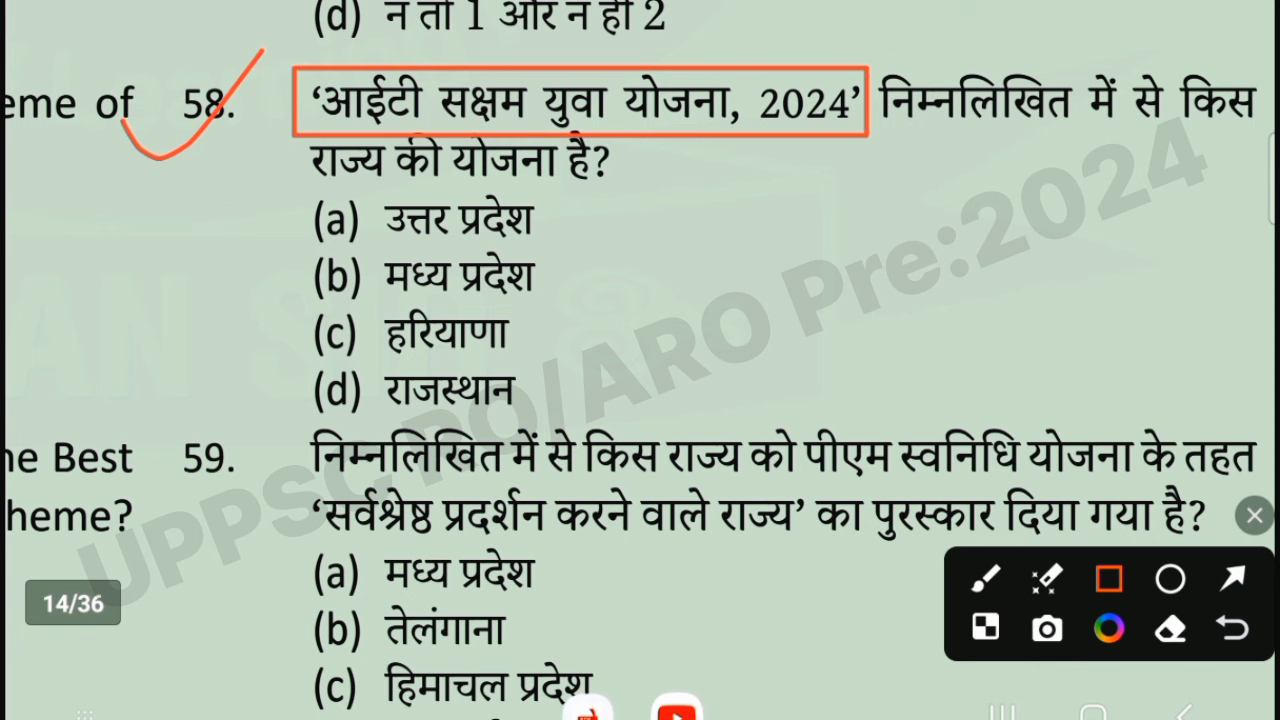 (d) न तो 1 और न ही 2
eme of 58. ‘आईटी सक्षम युवा योजना, 2024’ निम्नलिखित में से किस
राज्य की योजना है?
(a) उत्तर प्रदेश
(b) मध्य प्रदेश
(c) हरियाणा
(d) राजस्थान
he Best 59. निम्नलिखित में से किस राज्य को पीएम स्वनिधि योजना के तहत
heme? ‘सर्वश्रेष्ठ प्रदर्शन करने वाले राज्य’ का पुरस्कार दिया गया है?
(a) मध्य प्रदेश
(b) तेलंगाना
(c) हिमाचल प्रदेश
14/36
UPPSC RO/ARO Pre:2024